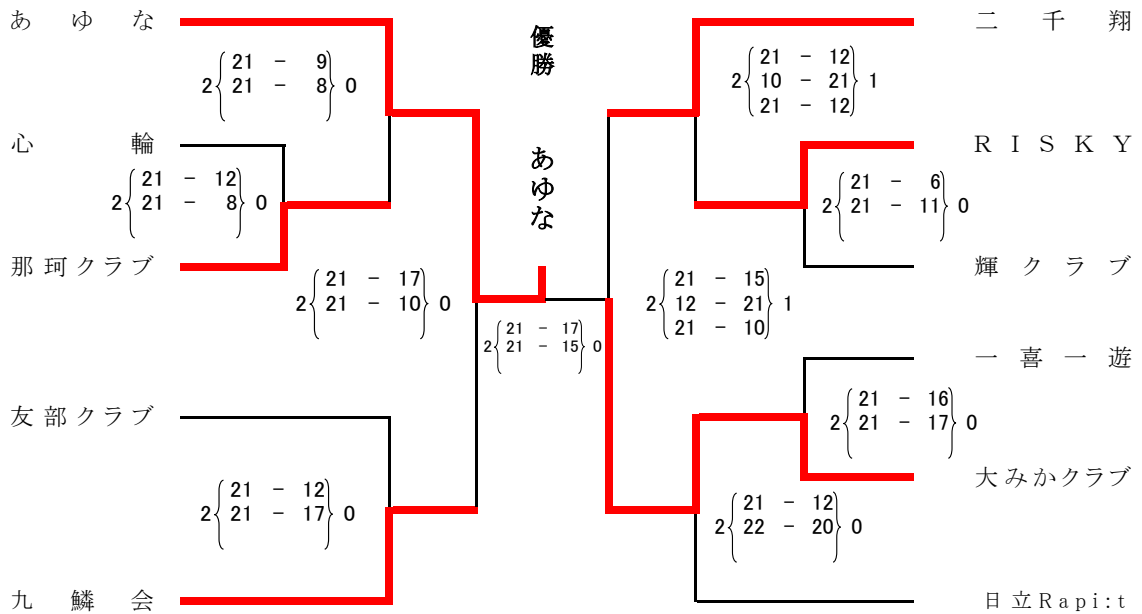 あゆな
2 21 - 9 0
21 - 8
心輪
2 21 - 12 0
21 - 8
那珂クラブ
2 21 - 17 0
21 - 10
友部クラブ
2 21 - 12 0
21 - 17
九鱗会
優勝 あゆな
2 21 - 17 0
21 - 15
二千翔
21 - 12
2 10 - 21 1
21 - 12
RISKY
2 21 - 6 0
21 - 11
輝クラブ
21 - 15
2 12 - 21 1
21 - 10
一喜一遊
2 21 - 16 0
21 - 17
大みかクラブ
2 21 - 12 0
22 - 20
日立Rapi:t